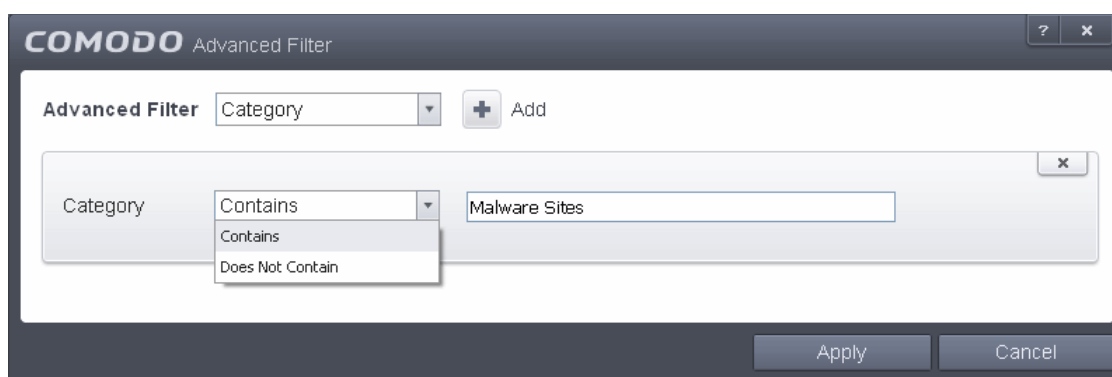 COMODO Advanced Filter ? x
Advanced Filter Category + Add
x
Category Contains Malware Sites
Contains
Does Not Contain
Apply Cancel